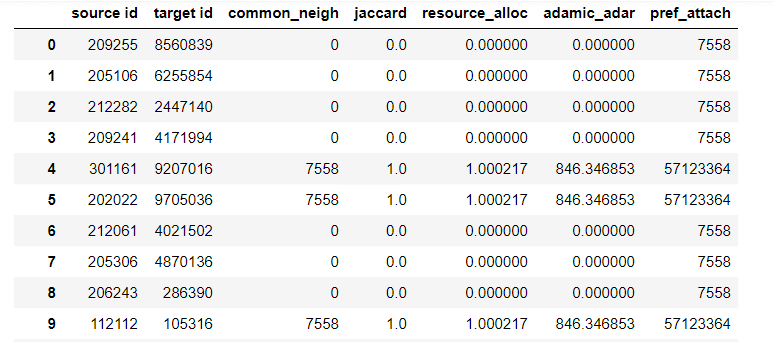 source id target id common_neigh jaccard resource_alloc adamic_adar pref_attach
0 209255 8560839 0 0.0 0.000000 0.000000 7558
1 205106 6255854 0 0.0 0.000000 0.000000 7558
2 212282 2447140 0 0.0 0.000000 0.000000 7558
3 209241 4171994 0 0.0 0.000000 0.000000 7558
4 301161 9207016 7558 1.0 1.000217 846.346853 57123364
5 202022 9705036 7558 1.0 1.000217 846.346853 57123364
6 212061 4021502 0 0.0 0.000000 0.000000 7558
7 205306 4870136 0 0.0 0.000000 0.000000 7558
8 206243 286390 0 0.0 0.000000 0.000000 7558
9 112112 105316 7558 1.0 1.000217 846.346853 57123364